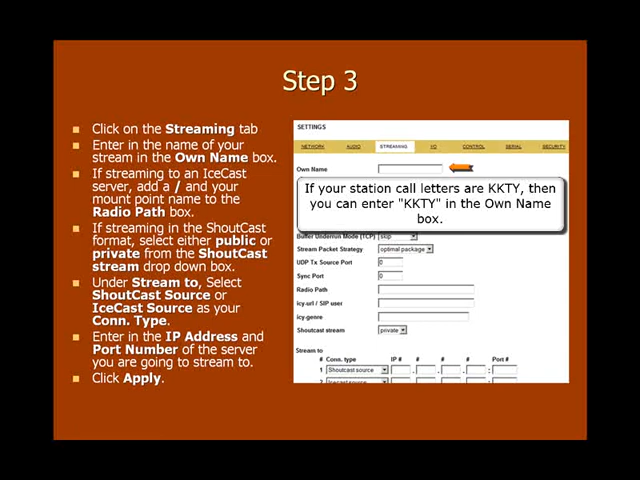 Step 3
Click on the Streaming tab
Enter in the name of your
stream in the Own Name box.
If streaming to an IceCast
server, add a / and your
mount point name to the
Radio Path box.
If streaming in the ShoutCast
format, select either public or
private from the ShoutCast
stream drop down box.
Under Stream to, Select
ShoutCast Source or
IceCast Source as your
Conn. Type.
Enter in the IP Address and
Port Number of the server
you are going to stream to.
Click Apply.
SETTINGS
NETWORK AUDIO STREAMING I/O CONTROL SERIAL SECURITY
Own Name
If your station call letters are KKTY, then
you can enter "KKTY" in the Own Name
box.
Buffer Underrun Mode (TCP) skip
Stream Packet Strategy optimal package
UDP Tx Source Port 0
Sync Port 0
Radio Path
icy-url / SIP user
icy-genre
Shoutcast stream private
Stream to
# Conn. type IP # # # # Port #
1 Shoutcast source . . . :
2 Icecast source